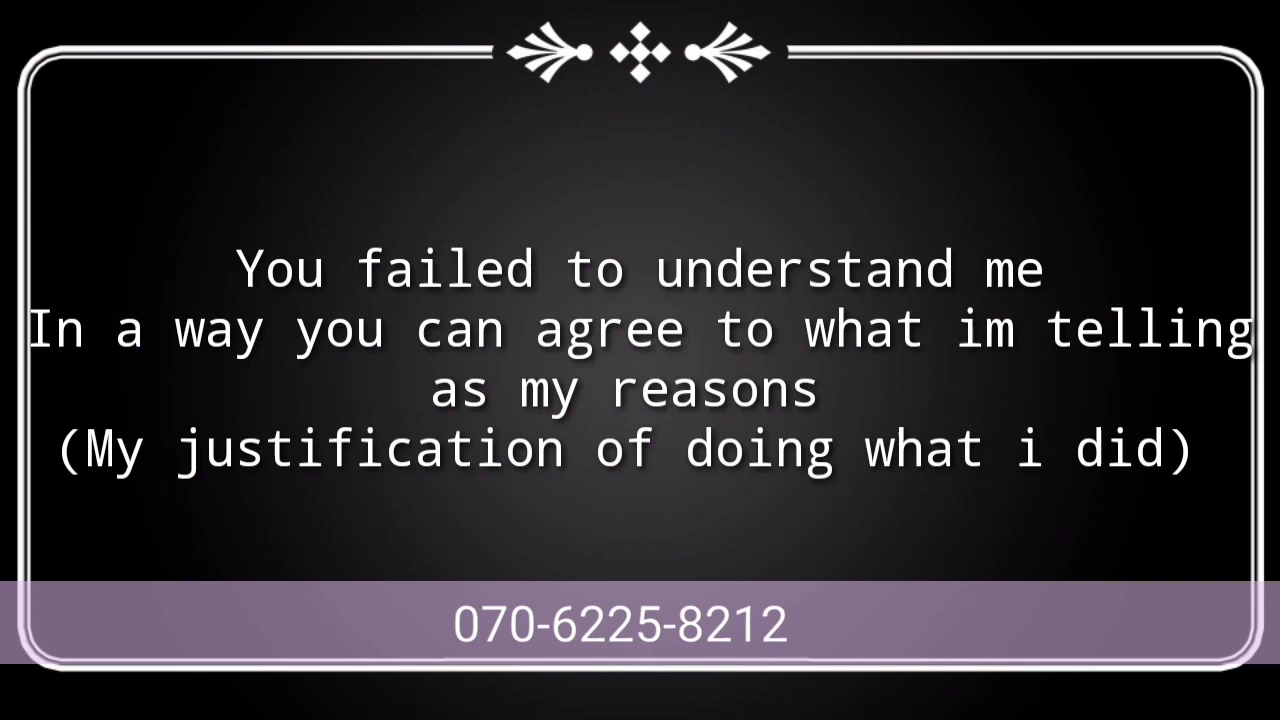 You failed to understand me
In a way you can agree to what im telling
as my reasons
(My justification of doing what i did)
070-6225-8212